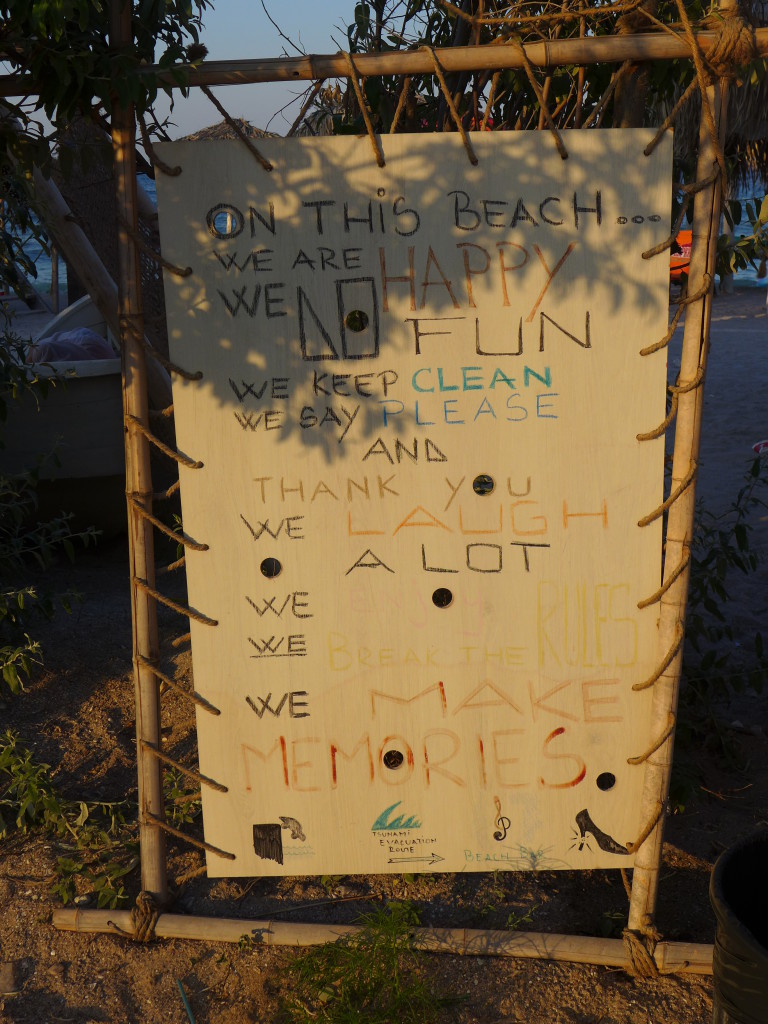 ON THiS BEACH...
WE ARE HAPPY
WE DO FUN
WE KEEP CLEAN
WE SAY PLEASE
AND
THANK YOU
WE LAUGH
A LOT
WE
WE BREAK THE RULES
WE MAKE
MEMORIES
TSUNAMi
EVACUATION
ROUTE
BEACH